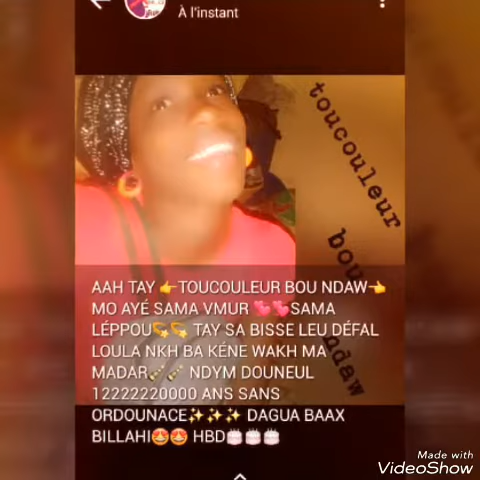 À l'instant
toucouleur
bou
ndaw
AAH TAY 👉TOUCOULEUR BOU NDAW👈
MO AYÉ SAMA VMUR 💘💘SAMA
LÉPPOU💫💫 TAY SA BISSE LEU DÉFAL
LOULA NKH BA KÉNE WAKH MA
MADAR🍼🍼 NDYM DOUNEUL
12222220000 ANS SANS
ORDOUNACE✨✨✨ DAGUA BAAX
BILLAHI😍😍 HBD🎂🎂🎂
Made with
VideoShow